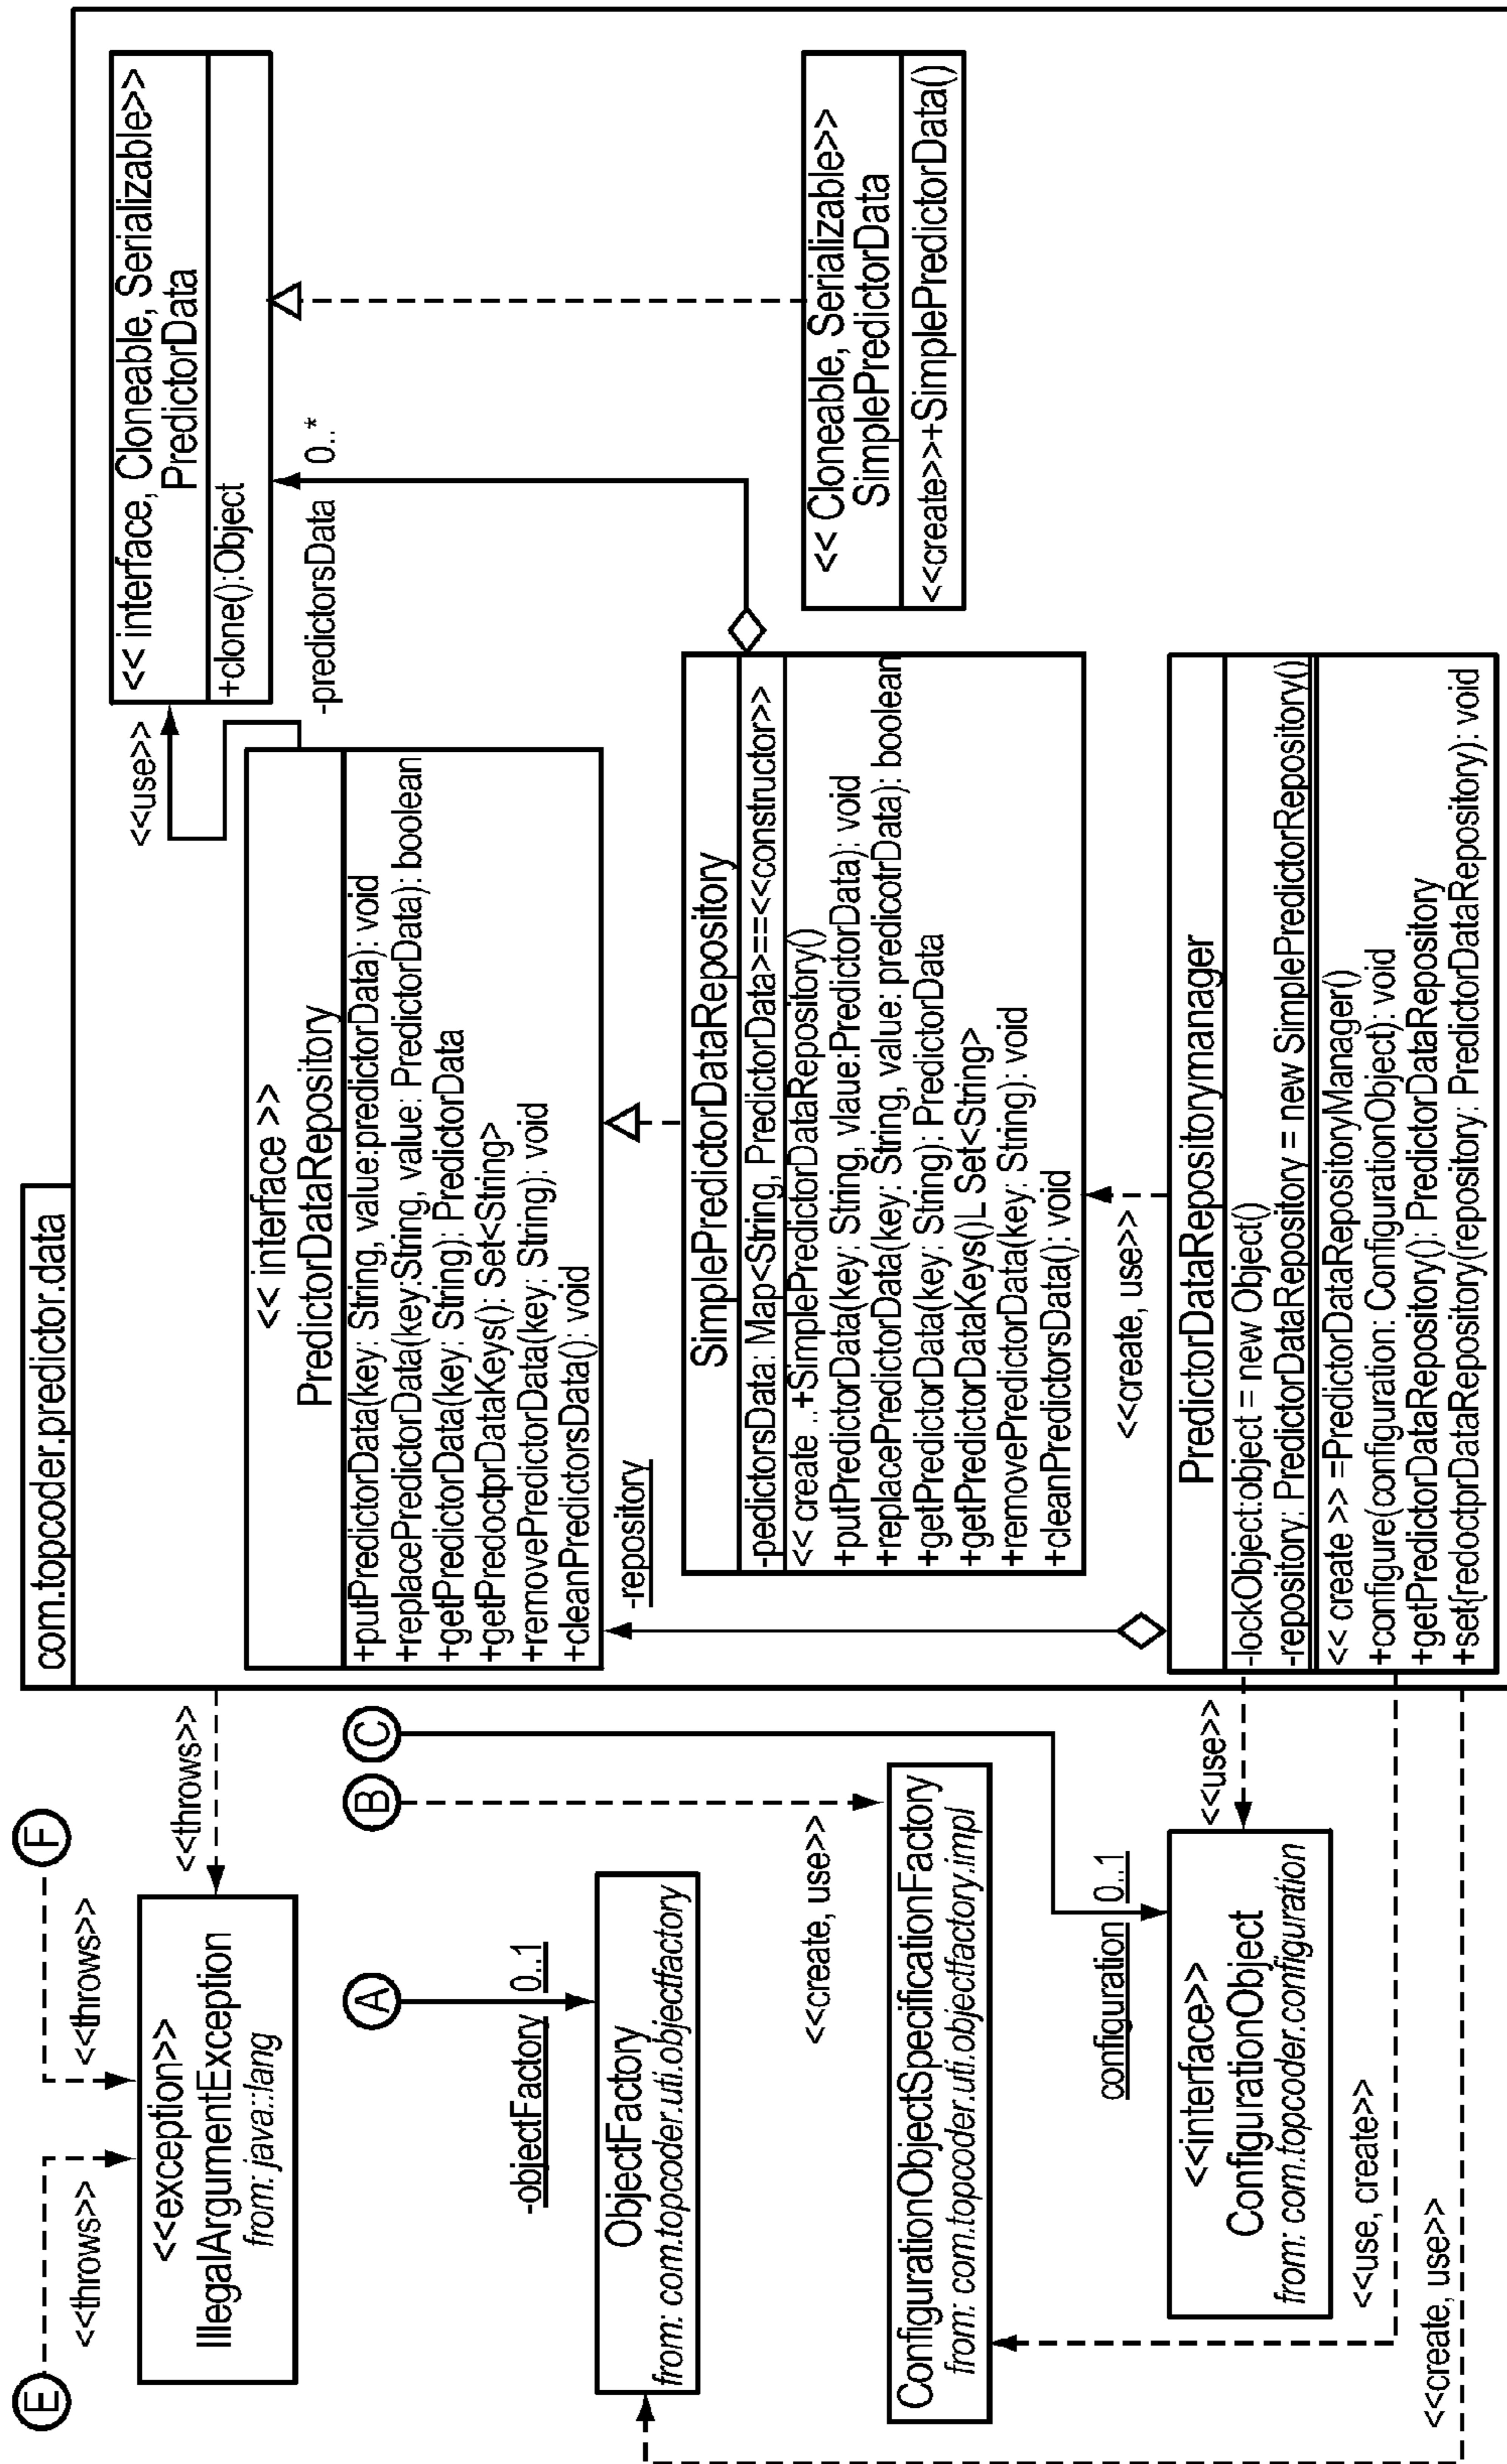 E
F
<<throws>>
<<throws>>
<<exception>>
IllegalArgumentException
from: java::lang
<<throws>>
A
B
C
-objectFactory 0..1
ObjectFactory
from: com.topcoder.uti.objectfactory
<<create, use>>
ConfigurationObjectSpecificationFactory
from: com.topcoder.uti.objectfactory.impl
configuration 0..1
<<use>>
<<interface>>
ConfigurationObject
from: com.topcoder.configuration
<<use, create>>
<<create, use>>
com.topcoder.predictor.data
<<use>>
<< interface, Cloneable, Serializable>>
PredictorData
+clone():Object
-predictorsData 0..*
<< interface >>
PredictorDataRepository
+putPredictorData(key: String, value:predictorData): void
+replacePredictorData(key:String, value: PredictorData): boolean
+getPredictorData(key: String): PredictorData
+getPredoctprDataKeys(): Set<String>
+removePredictorData(key: String): void
+cleanPredictorsData(): void
-repository
SimplePredictorDataRepository
-pedictorsData: Map<String, PredictorData>==<<constructor>>
<< create ..+SimplePredictorDataRepository()
+putPredictorData(key: String, vlaue:PredictorData): void
+replacePredictorData(key: String, value: predicotrData): boolean
+getPredictorData(key: String): PredictorData
+getPredictorDataKeys()L Set<String>
+removePredictorData(key: String): void
+cleanPredictorsData(): void
<< Cloneable, Serializable>>
SimplePredictorData
<<create>>+SimplePredictorData()
<<create, use>>
PredictorDataRepositorymanager
-lockObject:object = new Object()
-repository: PredictorDataRepository = new SimplePredictorRepository()
<< create >> =PredictorDataRepositoryManager()
+configure(configuration: ConfigurationObject): void
+getPredictorDataRepository(): PredictorDataRepository
+set{redoctprDataRepository(repository: PredictorDataRepository): void